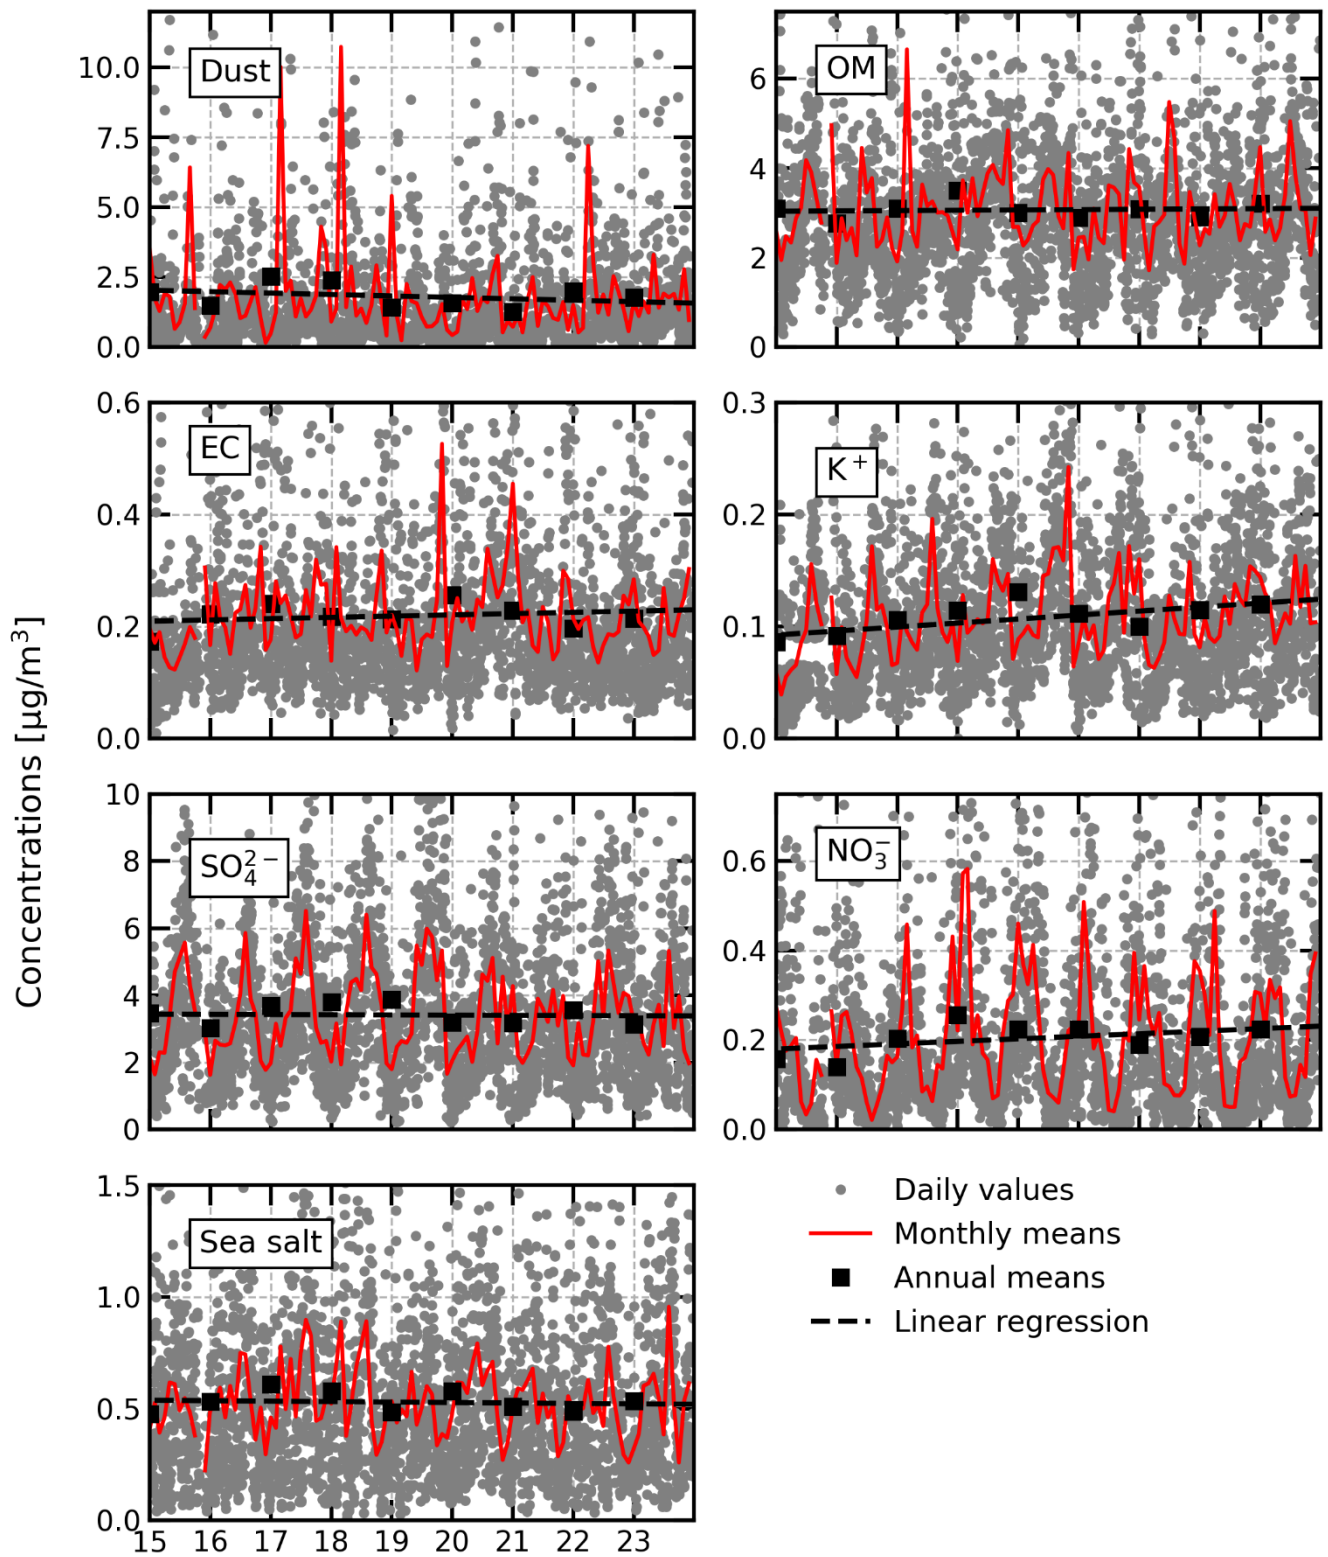 Concentrations [µg/m³]
Dust
10.0
7.5
5.0
2.5
0.0
OM
6
4
2
0
EC
0.6
0.4
0.2
0.0
K⁺
0.3
0.2
0.1
0.0
SO₄²⁻
10
8
6
4
2
0
NO₃⁻
0.6
0.4
0.2
0.0
Sea salt
1.5
1.0
0.5
0.0
15 16 17 18 19 20 21 22 23
Daily values
Monthly means
Annual means
Linear regression